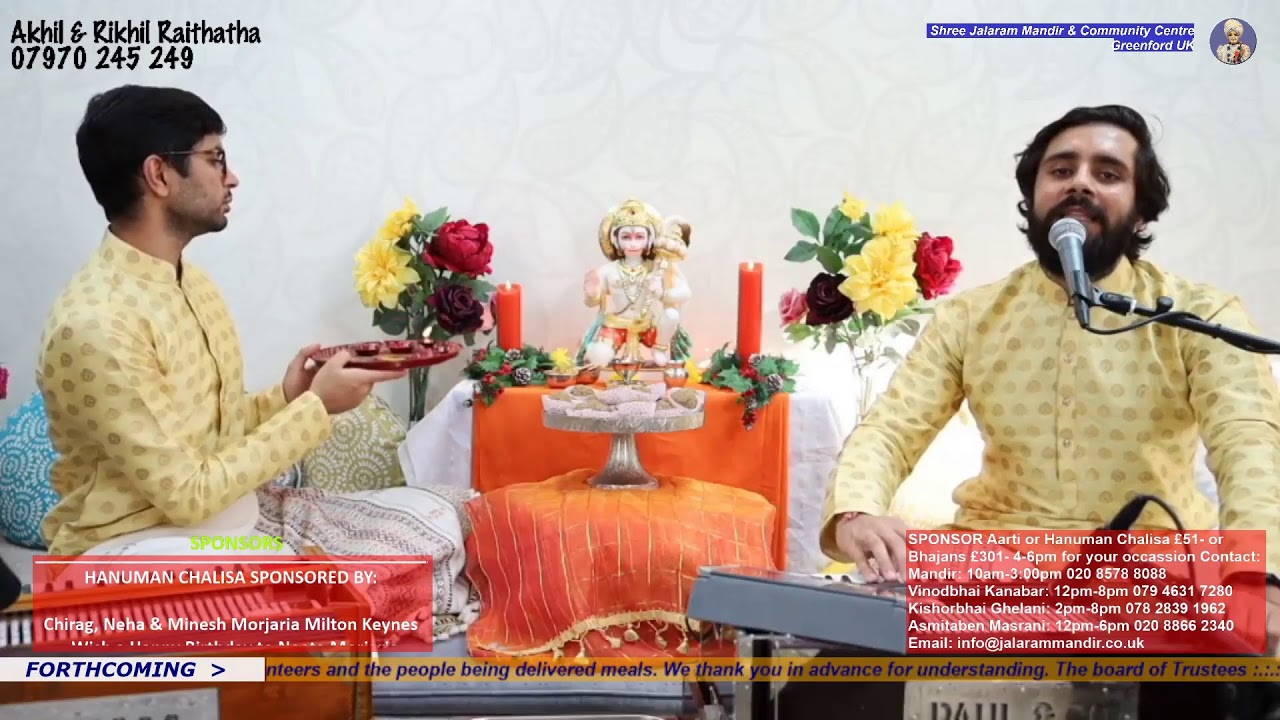 Akhil & Rikhil Raithatha
07970 245 249
Shree Jalaram Mandir & Community Centre
Greenford UK
SPONSORS
HANUMAN CHALISA SPONSORED BY:
Chirag, Neha & Minesh Morjaria Milton Keynes
SPONSOR Aarti or Hanuman Chalisa £51- or
Bhajans £301- 4-6pm for your occassion Contact:
Mandir: 10am-3:00pm 020 8578 8088
Vinodbhai Kanabar: 12pm-8pm 079 4631 7280
Kishorbhai Ghelani: 2pm-8pm 078 2839 1962
Asmitaben Masrani: 12pm-6pm 020 8866 2340
Email: info@jalarammandir.co.uk
FORTHCOMING > nteers and the people being delivered meals. We thank you in advance for understanding. The board of Trustees :.:.